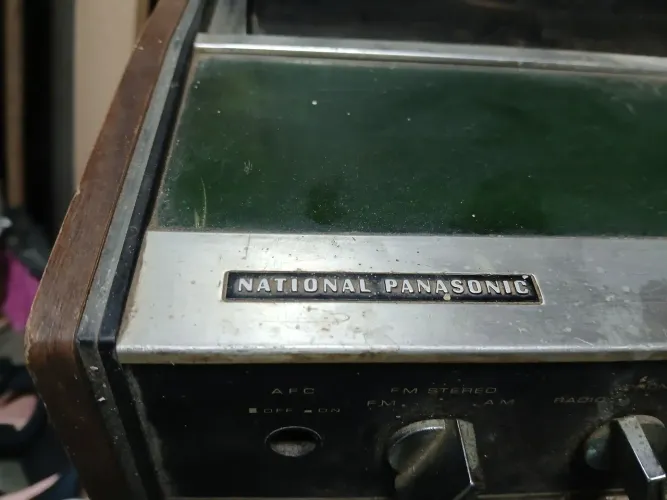 NATIONAL PANASONIC
AFC
OFF ON
FM STEREO
FM AM
RADIO